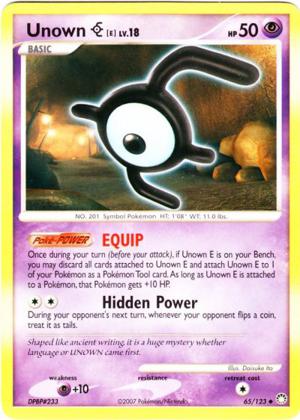 Unown [E] LV.18 HP 50
BASIC
NO. 201 Symbol Pokémon HT: 1'08" WT: 11.0 lbs.
Poké-POWER EQUIP
Once during your turn (before your attack), if Unown E is on your Bench,
you may discard all cards attached to Unown E and attach Unown E to
1 of your Pokémon as a Pokémon Tool card. As long as Unown E is attached
to a Pokémon, that Pokémon gets +10 HP.
Hidden Power
During your opponent's next turn, whenever your opponent flips a coin,
treat it as tails.
Shaped like ancient writing, it is a huge mystery whether
language or UNOWN came first.
Illus. Daisuke Ito
weakness resistance retreat cost
+10
DPBP#233 ©2007 Pokémon/Nintendo 65/123